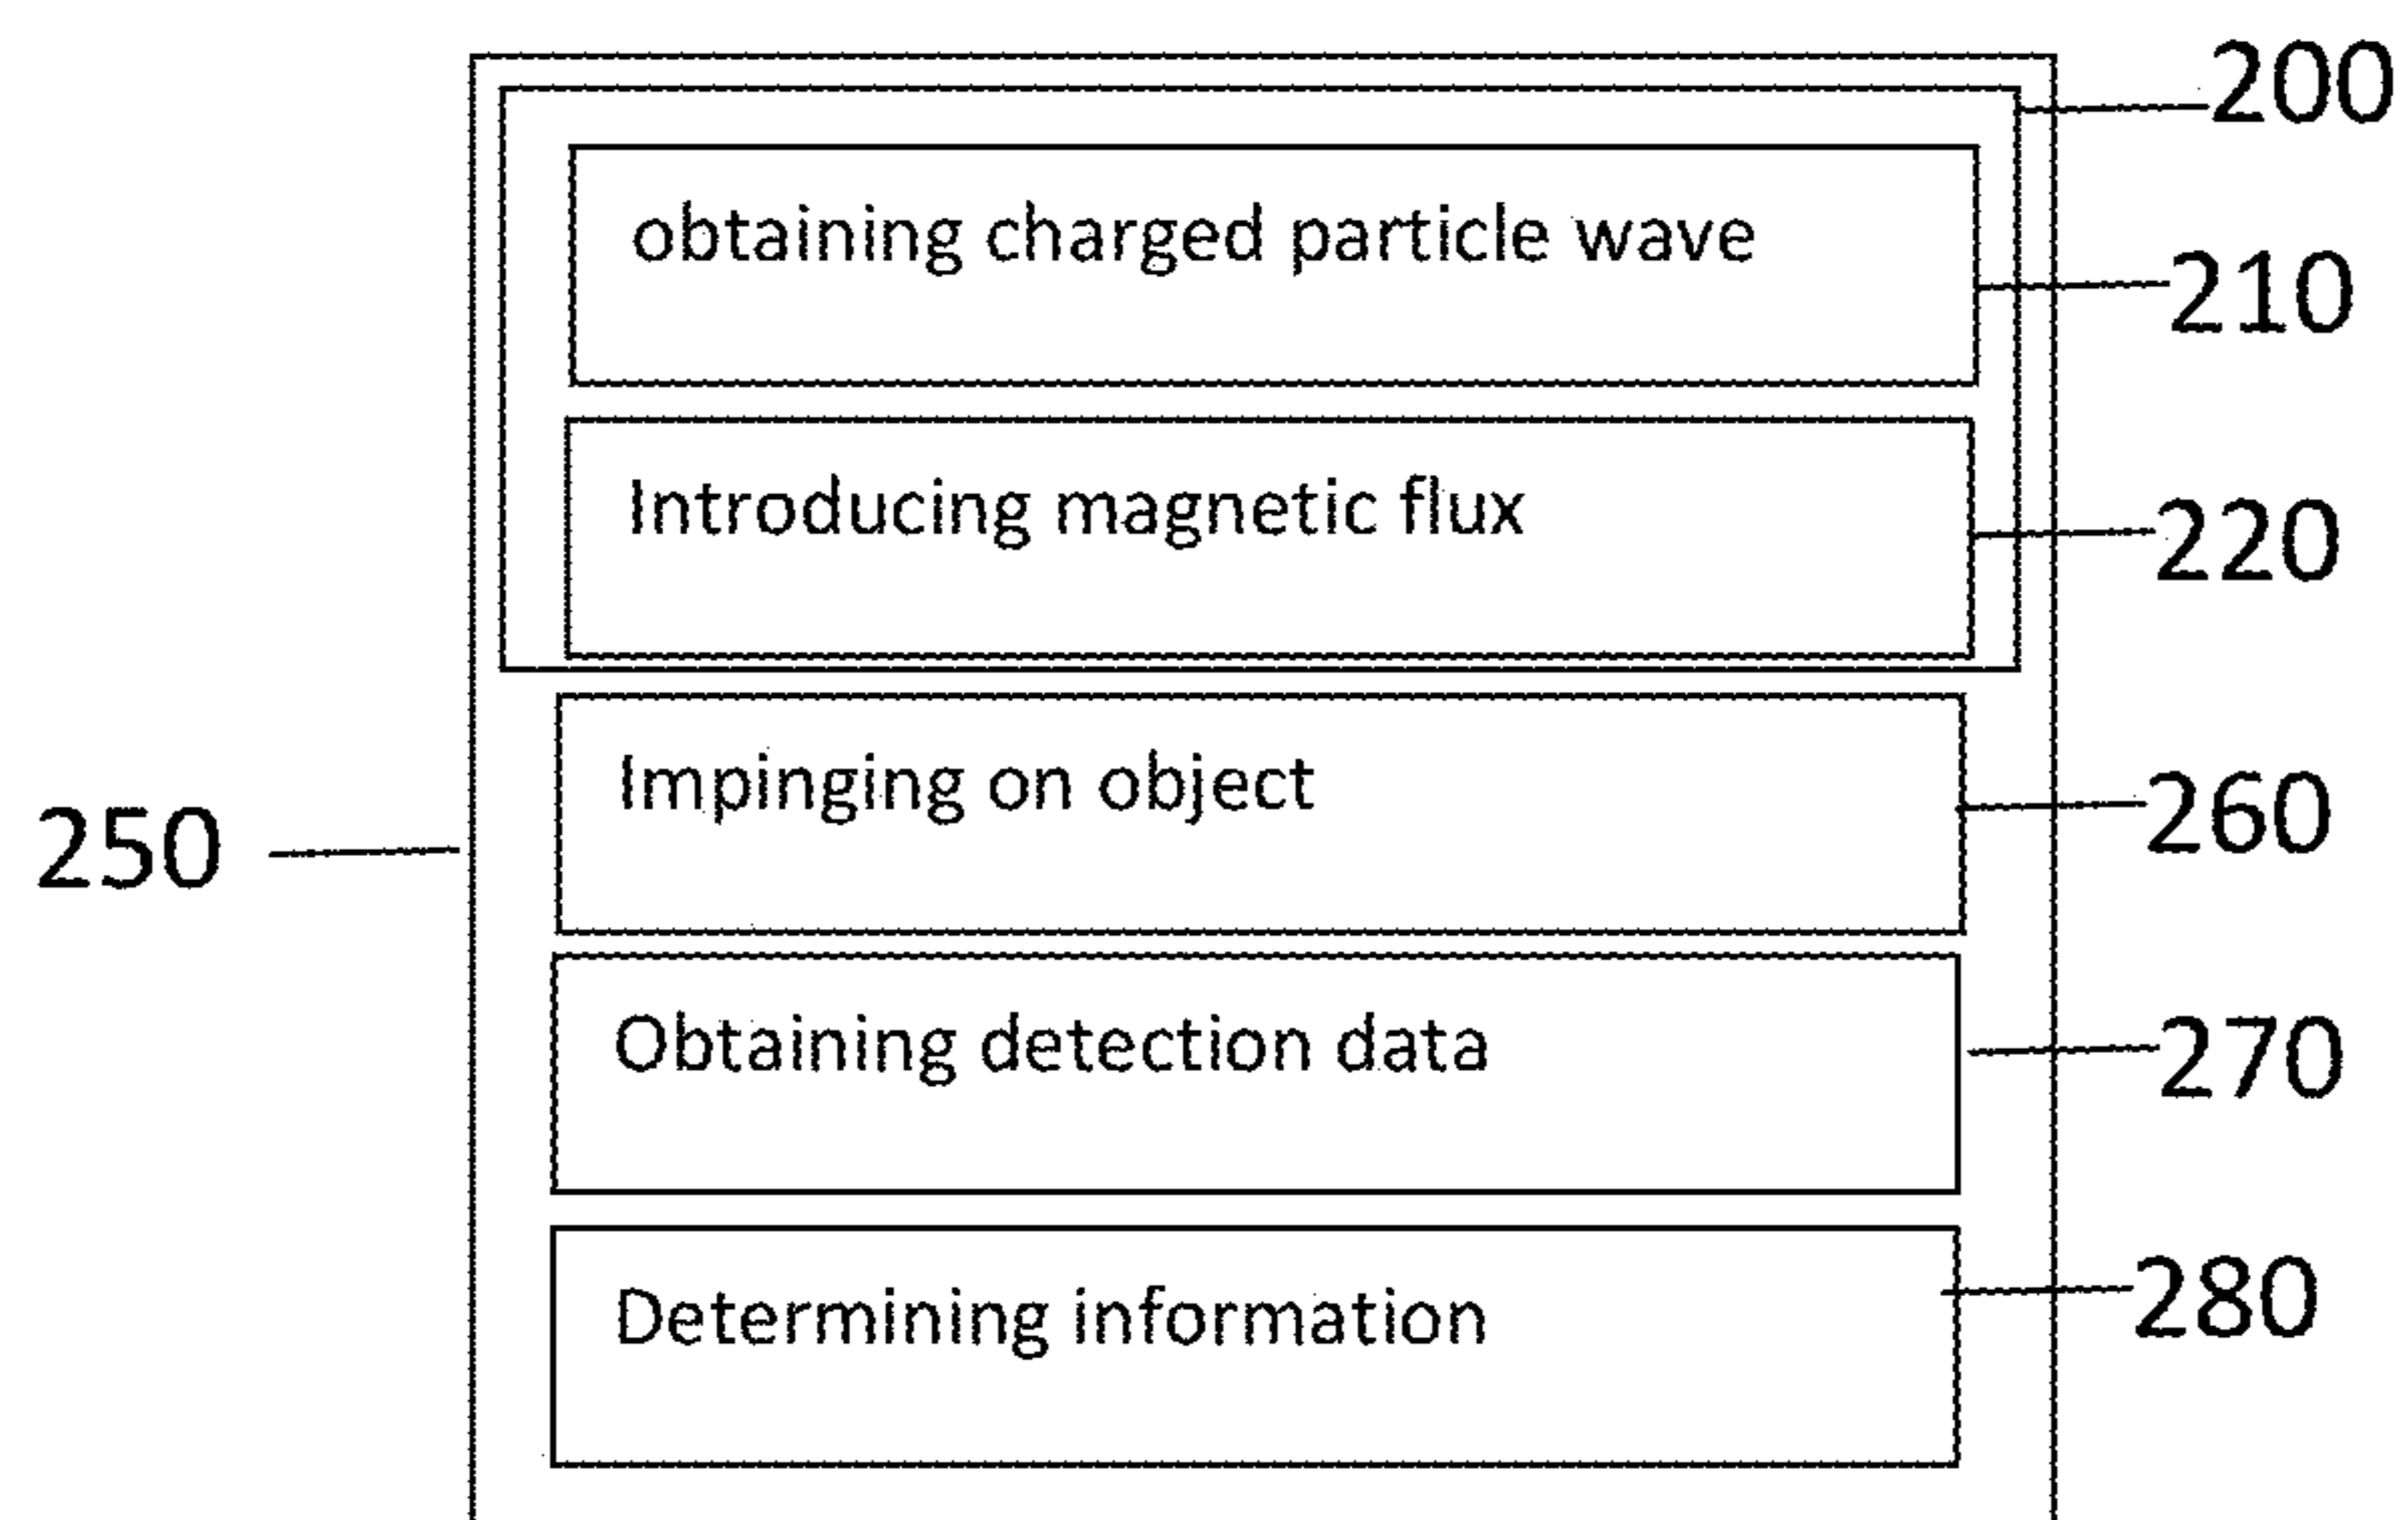 200
obtaining charged particle wave
210
Introducing magnetic flux
220
Impinging on object
260
250
Obtaining detection data
270
Determining information
280